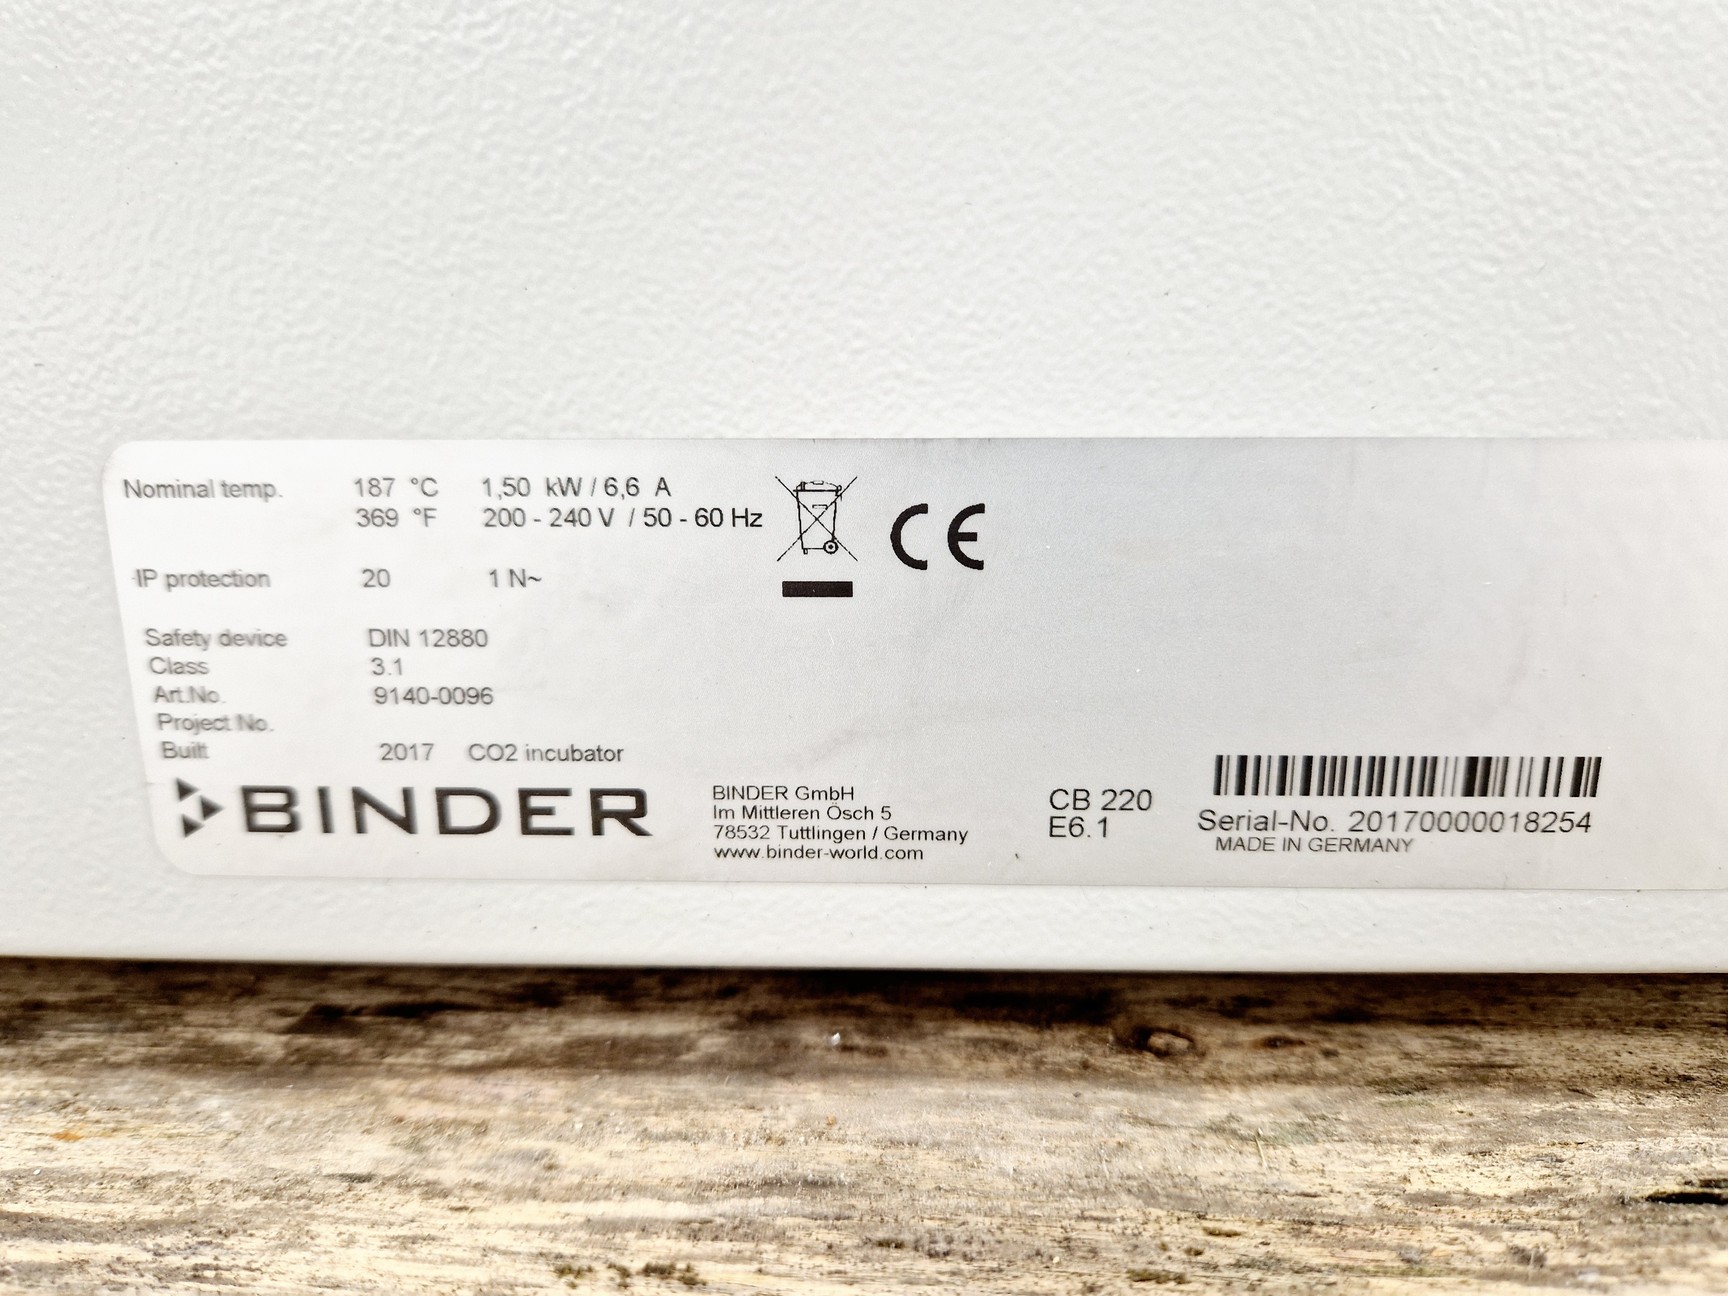 Nominal temp. 187 °C 1,50 kW / 6,6 A
369 °F 200 - 240 V / 50 - 60 Hz
IP protection 20 1 N~
Safety device DIN 12880
Class 3.1
Art.No. 9140-0096
Project No.
Built 2017 CO2 incubator
BINDER
BINDER GmbH
Im Mittleren Ösch 5
78532 Tuttlingen / Germany
www.binder-world.com
CB 220
E6.1
Serial-No. 20170000018254
MADE IN GERMANY
CE